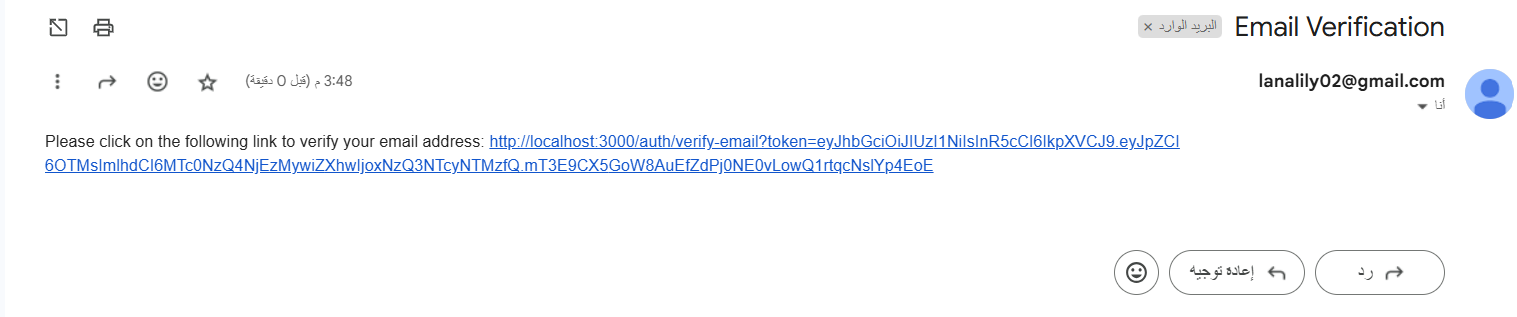 Email Verification
البريد الوارد ×
lanalily02@gmail.com
3:48 م (قبل 0 دقيقة)
أنا
Please click on the following link to verify your email address: http://localhost:3000/auth/verify-email?token=eyJhbGciOiJIUzI1NiIsInR5cCI6IkpXVCJ9.eyJpZCI
6OTMsImlhdCI6MTc0NzQ4NjEzMywiZXhwIjoxNzQ3NTcyNTMzfQ.mT3E9CX5GoW8AuEfZdPj0NE0vLowQ1rtqcNslYp4EoE
رد
إعادة توجيه